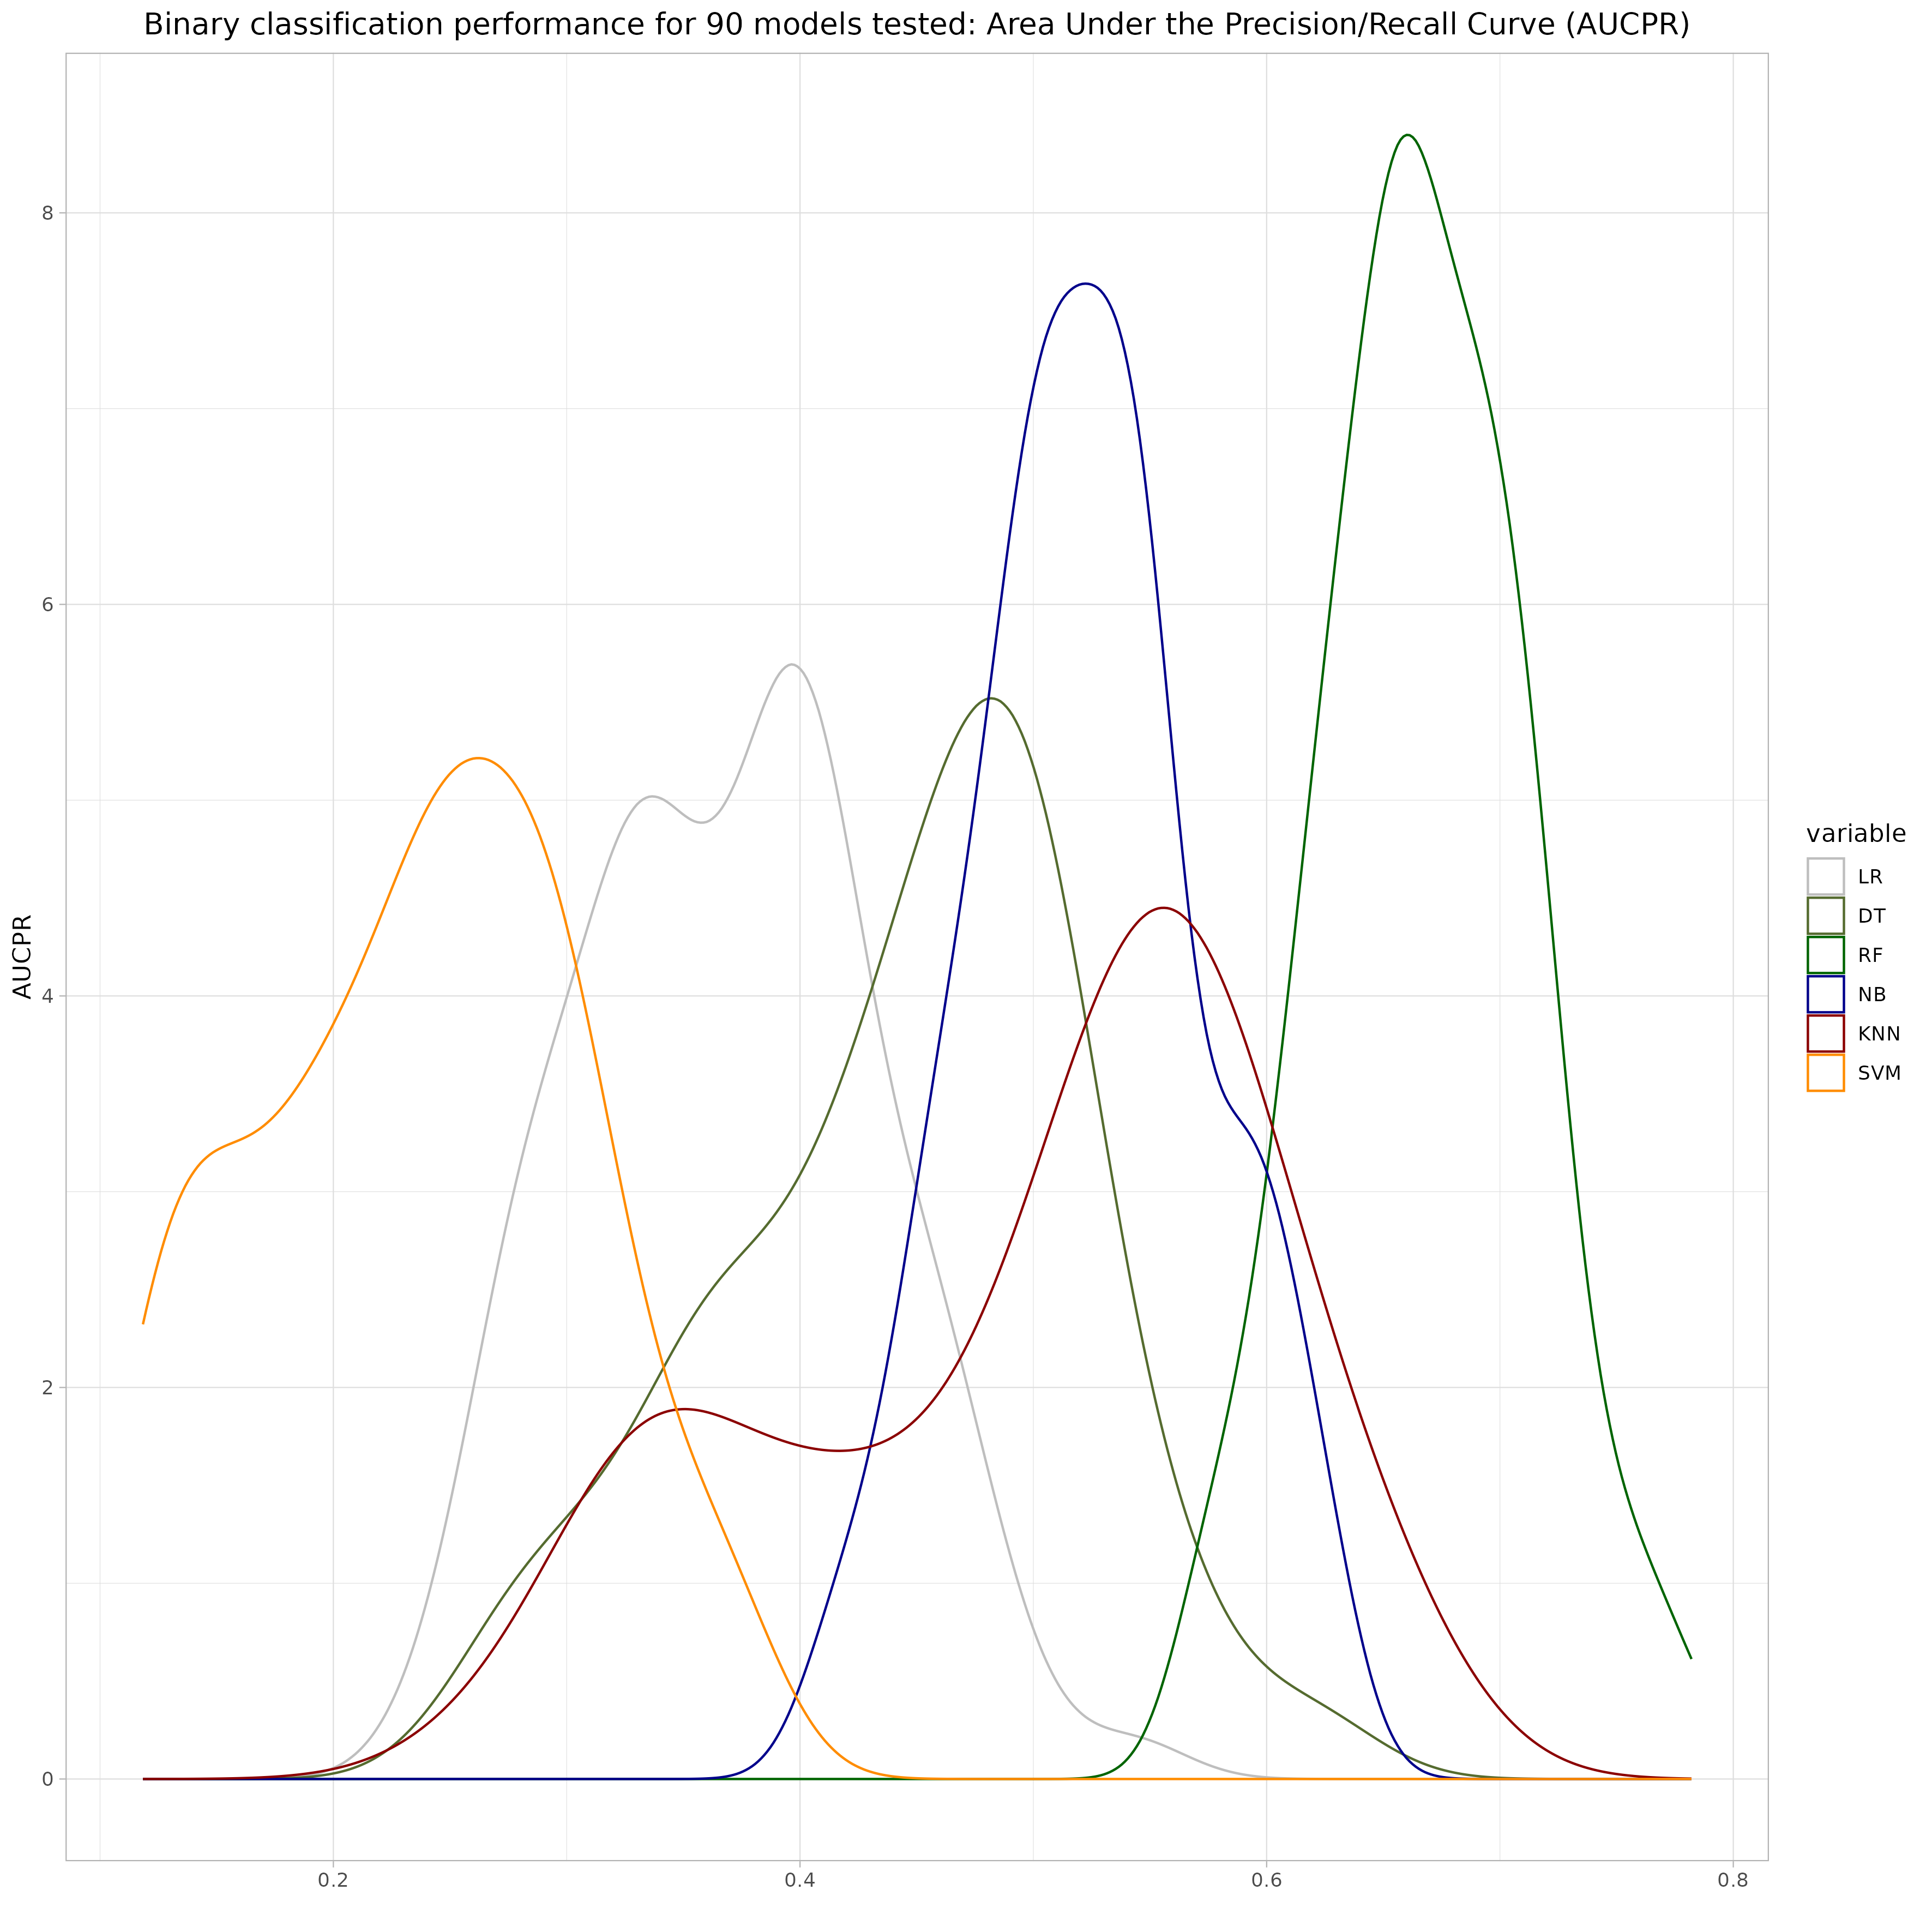 Binary classification performance for 90 models tested: Area Under the Precision/Recall Curve (AUCPR)
8
6
4
2
0
AUCPR
0.2
0.4
0.6
0.8
variable
LR
DT
RF
NB
KNN
SVM